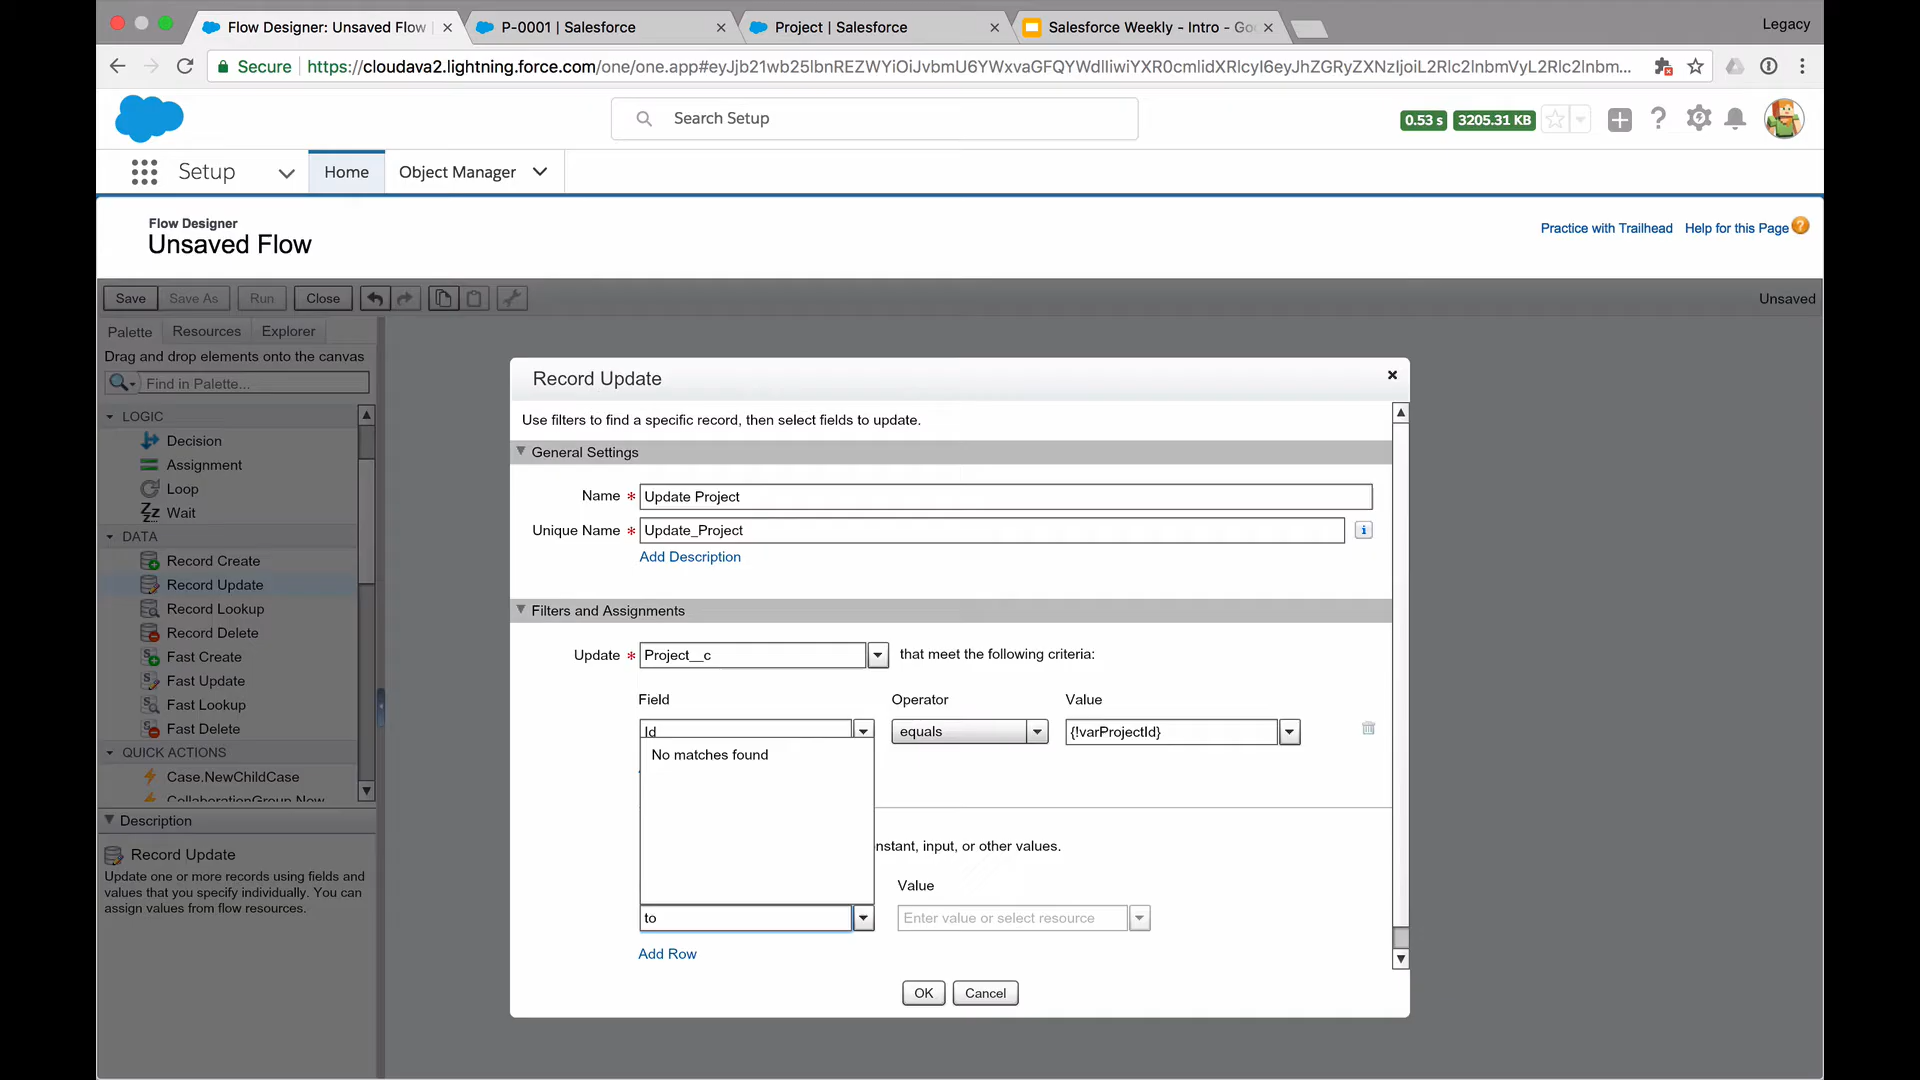 Flow Designer: Unsaved Flow
P-0001 | Salesforce
Project | Salesforce
Salesforce Weekly - Intro - Goo
Legacy
Secure
https://cloudava2.lightning.force.com/one/one.app#
Search Setup
0.53 s
3205.31 KB
Setup
Home
Object Manager
Flow Designer
Unsaved Flow
Practice with Trailhead
Help for this Page
Save
Save As
Run
Close
Unsaved
Palette
Resources
Explorer
Drag and drop elements onto the canvas
Find in Palette...
LOGIC
Decision
Assignment
Loop
Wait
DATA
Record Create
Record Update
Record Lookup
Record Delete
Fast Create
Fast Update
Fast Lookup
Fast Delete
QUICK ACTIONS
Case.NewChildCase
CollaborationGroup.New
Description
Record Update
Update one or more records using fields and
values that you specify individually. You can
assign values from flow resources.
Record Update
Use filters to find a specific record, then select fields to update.
General Settings
Name * Update Project
Unique Name * Update_Project
Add Description
Filters and Assignments
Update * Project__c that meet the following criteria:
Field Operator Value
Id equals {!varProjectId}
No matches found
nstant, input, or other values.
Value
to Enter value or select resource
Add Row
OK
Cancel